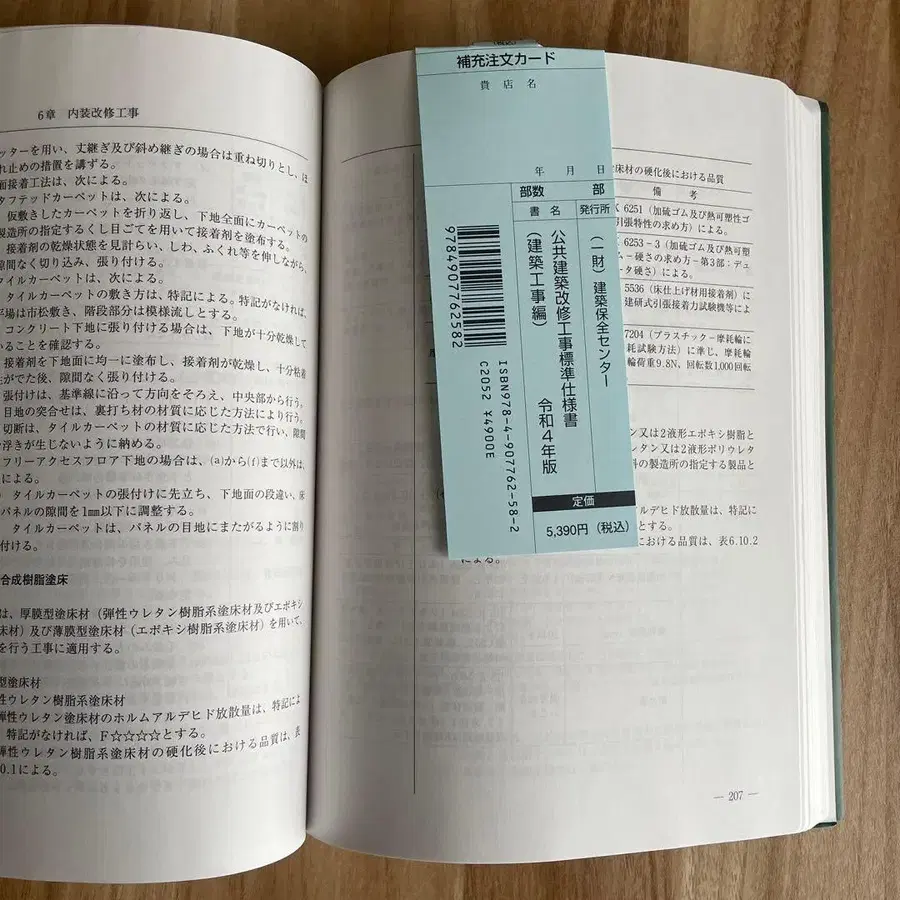 6章 内装改修工事
ッターを用い、丈継ぎ及び斜め継ぎの場合は重ね切りとし、ほ
れ止めの措置を講ずる。
面接着工法は、次による。
タフテッドカーペットは、次による。
仮敷きしたカーペットを折り返し、下地全面にカーペットの
製造所の指定するくし目ごてを用いて接着剤を塗布する。
接着剤の乾燥状態を見計らい、しわ、ふくれ等を伸しながら、
隙間なく切り込み、張り付ける。
タイルカーペットは、次による。
タイルカーペットの敷き方は、特記による。特記がなければ、
平場は市松敷き、階段部分は模様流しとする。
コンクリート下地に張り付ける場合は、下地が十分乾燥して
いることを確認する。
接着剤を下地面に均一に塗布し、接着剤が乾燥し、十分粘着
性がでた後、隙間なく張り付ける。
張付けは、基準線に沿って方向をそろえ、中央部から行う。
目地の突合せは、裏打ち材の材質に応じた方法により行う。
切断は、タイルカーペットの材質に応じた方法で行い、隙間
や浮きが生じないように納める。
フリーアクセスフロア下地の場合は、(a)から(f)まで以外は、
による。
タイルカーペットの張付けに先立ち、下地面の段違い、床
パネルの隙間を1mm以下に調整する。
タイルカーペットは、パネルの目地にまたがるように割り
付ける。
合成樹脂塗床
は、厚膜型塗床材（弾性ウレタン樹脂系塗床材及びエポキシ
床材）及び薄膜型塗床材（エポキシ樹脂系塗床材）を用いて、
を行う工事に適用する。
型塗床材
性ウレタン樹脂系塗床材
弾性ウレタン塗床材のホルムアルデヒド放散量は、特記によ
特記がなければ、F☆☆☆☆とする。
弾性ウレタン樹脂系塗床材の硬化後における品質は、表
0.1による。
補充注文カード
貴店名
年 月 日
部数 部
書名
発行所
公共建築改修工事標準仕様書 令和4年版
（建築工事編）
（一財）建築保全センター
9784907762582
ISBN978-4-907762-58-2
C2052 ¥4900E
定価
5,390円（税込）
塗床材の硬化後における品質
備考
K 6251（加硫ゴム及び熱可塑性ゴ
引張特性の求め方）による。
6253-3（加硫ゴム及び熱可塑
ム－硬さの求め方－第3部：デュ
ータ硬さ）による。
5536（床仕上げ材用接着剤）に
建研式引張接着力試験機等によ
7204（プラスチック－摩耗輪に
耗試験方法）に準じ、摩耗輪
輪荷重9.8N、回転数1,000回転
ン又は2液形エポキシ樹脂と
レタン又は2液形ポリウレタ
料の製造所の指定する製品と
ルデヒド放散量は、特記に
とする。
における品質は、表6.10.2
による。
― 207 ―